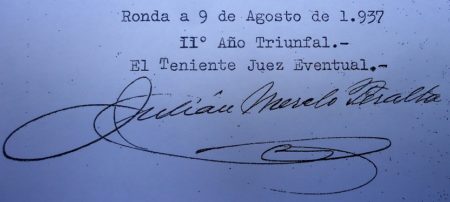 Ronda a 9 de Agosto de 1.937
IIº Año Triunfal.-
El Teniente Juez Eventual.-
Julián Merelo Peralta